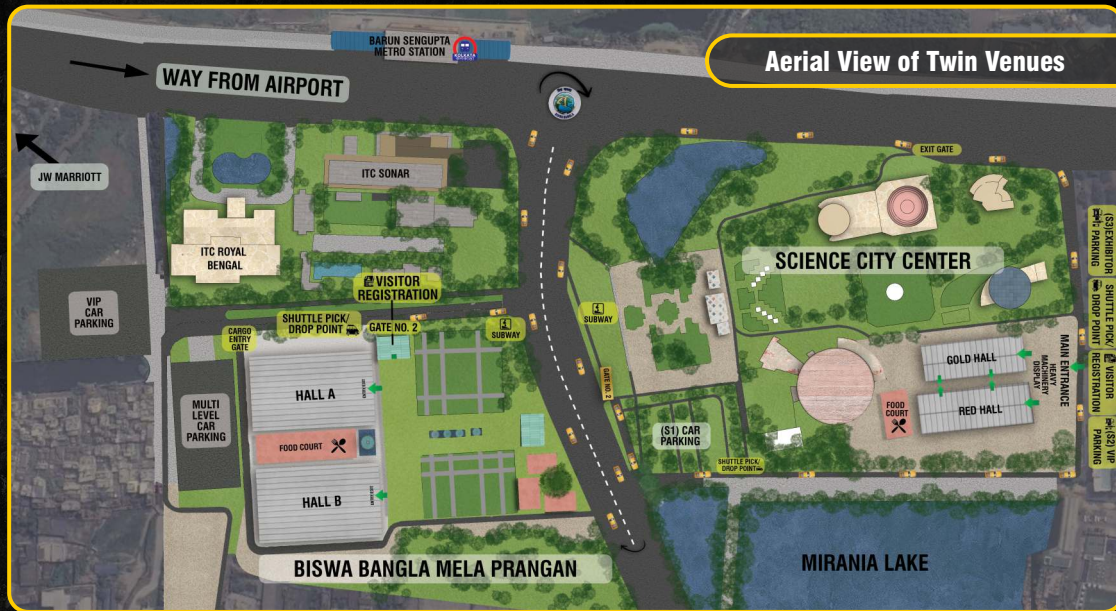 Aerial View of Twin Venues
BARUN SENGUPTA
METRO STATION
KOLKATA
WAY FROM AIRPORT
JW MARRIOTT
ITC SONAR
ITC ROYAL
BENGAL
VIP
CAR
PARKING
VISITOR
REGISTRATION
SHUTTLE PICK/
DROP POINT
GATE NO. 2
CARGO
ENTRY
GATE
SUBWAY
HALL A
FOOD COURT
HALL B
MULTI
LEVEL CAR
PARKING
BISWA BANGLA MELA PRANGAN
SUBWAY
GATE NO. 2
EXIT GATE
SCIENCE CITY CENTER
GOLD HALL
RED HALL
FOOD
COURT
MAIN ENTRANCE
HEAVY
MACHINERY
DISPLAY
(S1) CAR
PARKING
SHUTTLE PICK/
DROP POINT
(S3)EXHIBITOR
PARKING
SHUTTLE PICK/
DROP POINT
VISITOR
REGISTRATION
(S2) VIP
PARKING
MIRANIA LAKE